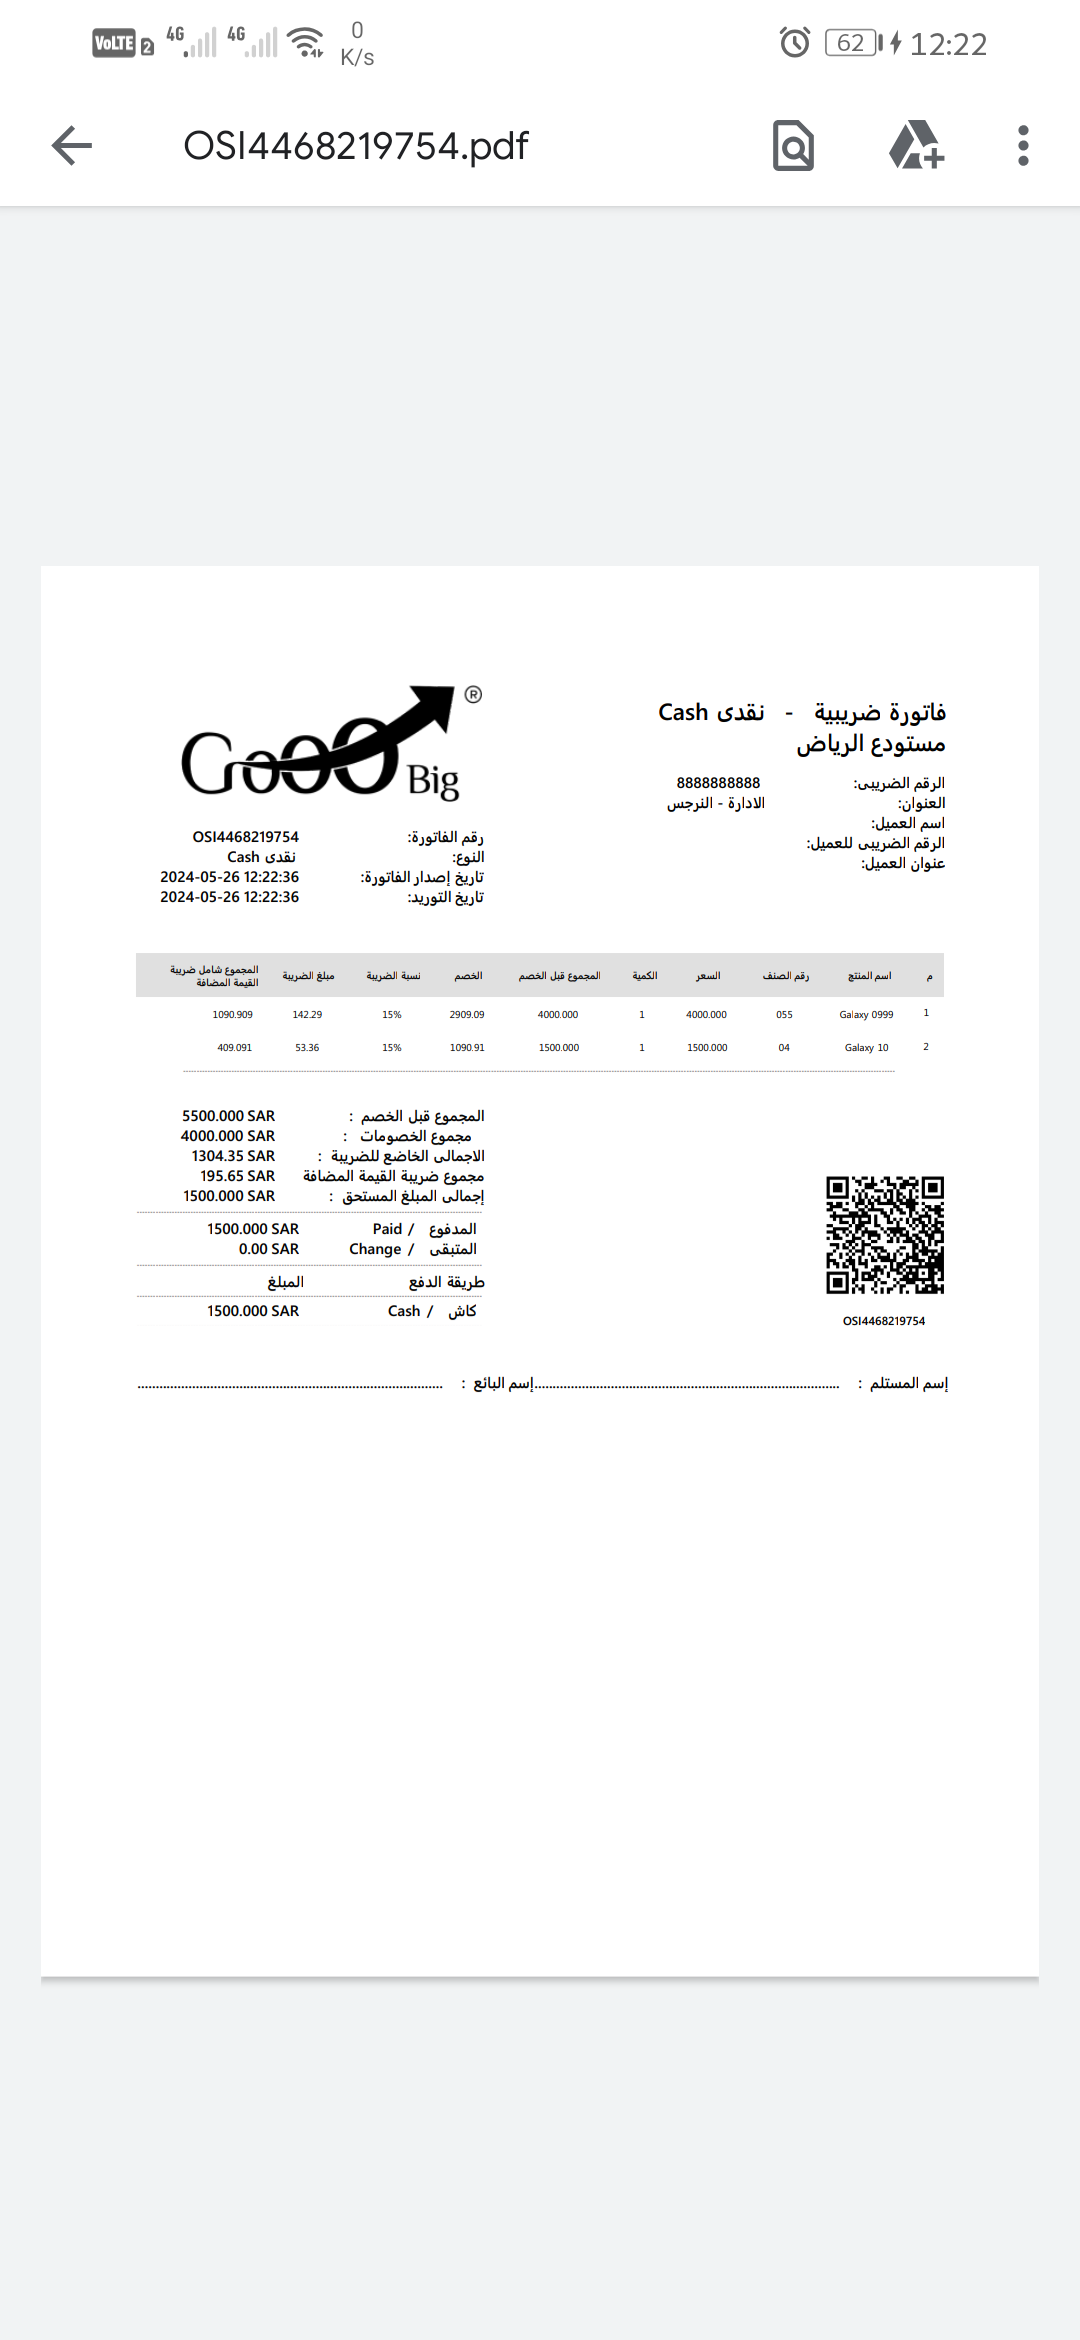 VoLTE 2 4G 4G 0 K/s 62 12:22
OSI4468219754.pdf
GoOO Big ®
فاتورة ضريبية - نقدى Cash
مستودع الرياض
الرقم الضريبى: 8888888888
العنوان: الادارة - النرجس
اسم العميل:
الرقم الضريبى للعميل:
عنوان العميل:
رقم الفاتورة: OSI4468219754
النوع: نقدى Cash
تاريخ إصدار الفاتورة: 2024-05-26 12:22:36
تاريخ التوريد: 2024-05-26 12:22:36
م اسم المنتج رقم الصنف السعر الكمية المجموع قبل الخصم الخصم نسبة الضريبة مبلغ الضريبة المجموع شامل ضريبة القيمة المضافة
1 Galaxy 0999 055 4000.000 1 4000.000 2909.09 15% 142.29 1090.909
2 Galaxy 10 04 1500.000 1 1500.000 1090.91 15% 53.36 409.091
المجموع قبل الخصم : 5500.000 SAR
مجموع الخصومات : 4000.000 SAR
الاجمالى الخاضع للضريبة : 1304.35 SAR
مجموع ضريبة القيمة المضافة 195.65 SAR
إجمالى المبلغ المستحق : 1500.000 SAR
المدفوع / Paid 1500.000 SAR
المتبقى / Change 0.00 SAR
طريقة الدفع المبلغ
كاش / Cash 1500.000 SAR
OSI4468219754
إسم المستلم : ........ إسم البائع : ........